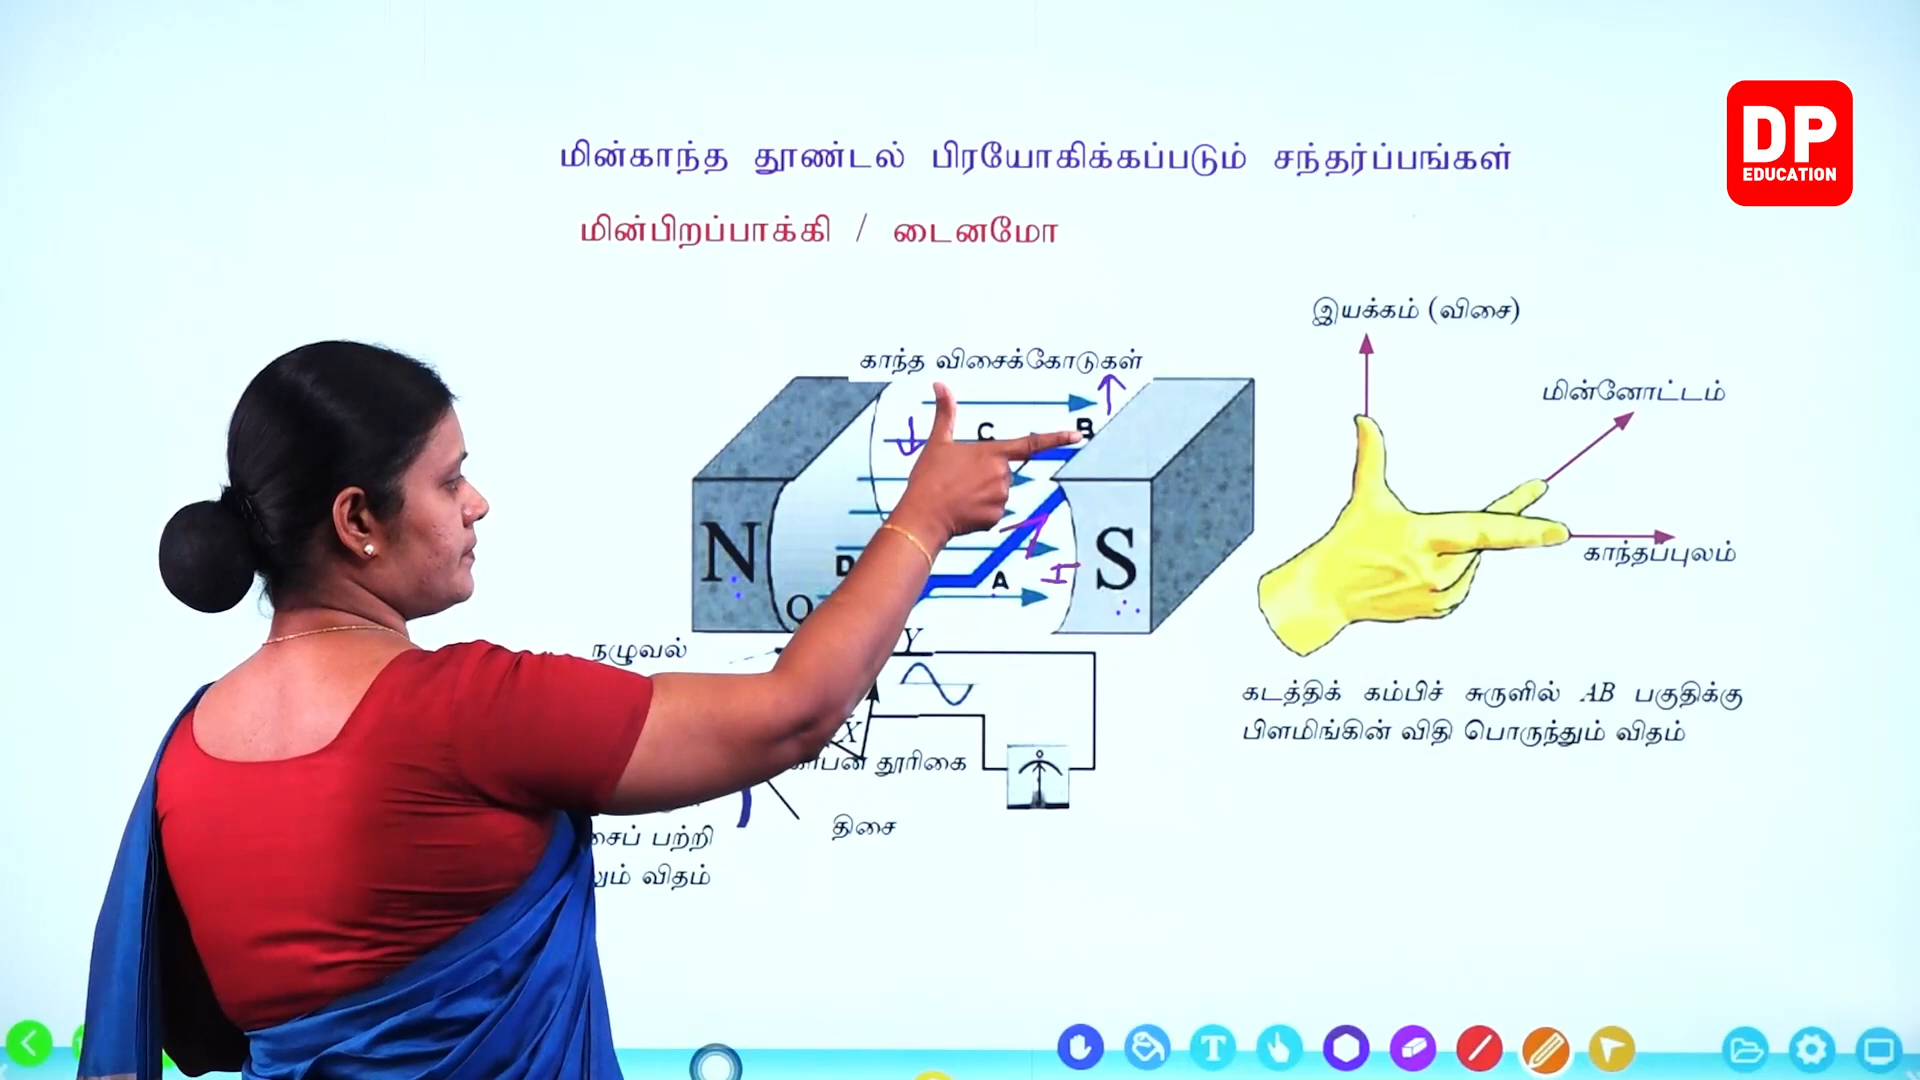 DP
EDUCATION
மின்காந்த தூண்டல் பிரயோகிக்கப்படும் சந்தர்ப்பங்கள்
மின்பிறப்பாக்கி / டைனமோ
இயக்கம் (விசை)
காந்த விசைக்கோடுகள்
மின்னோட்டம்
C B
N S
காந்தப்புலம்
D A I
Q
Y
நழுவல்
கடத்திக் கம்பிச் சுருளில் AB பகுதிக்கு
பிளமிங்கின் விதி பொருந்தும் விதம்
X
தூரிகை
திசை
பற்றி
விதம்
T